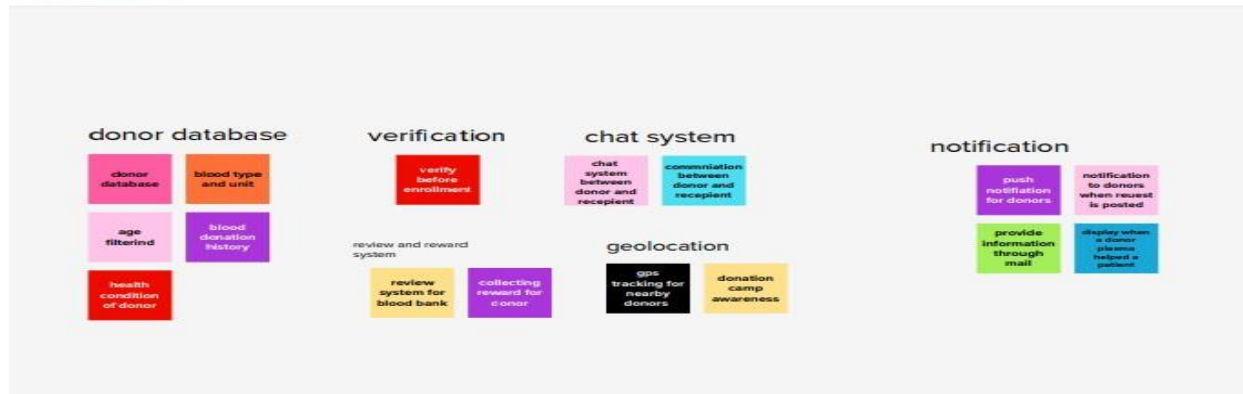 donor database
donor
database
blood type
and unit
age
filterind
blood
donation
history
health
condition
of donor
verification
verify
before
enrollment
chat system
chat
system
between
donor and
recepient
commniation
between
donor and
recepient
review and reward
system
review
system for
blood bank
collecting
reward for
donor
geolocation
gps
tracking for
nearby
donors
donation
camp
awareness
notification
push
notifiation
for donors
notification
to donors
when reuest
is posted
provide
information
through
mail
display when
a donor
plasma
helped a
patient